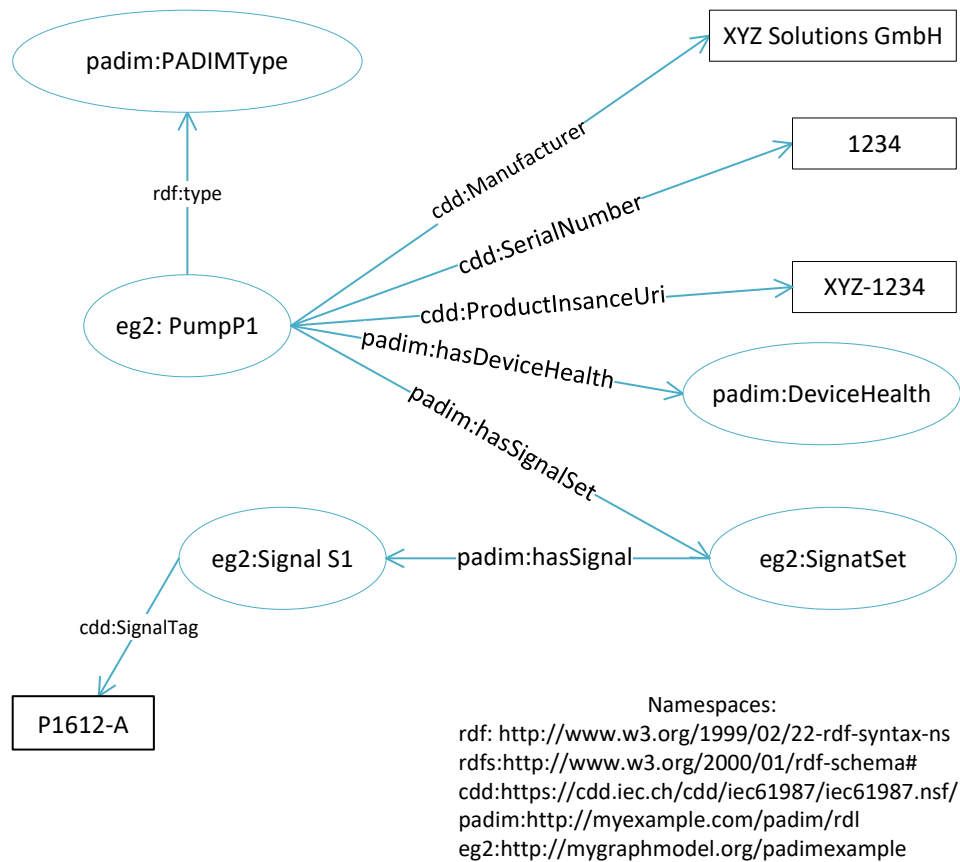 XYZ Solutions GmbH
padim:PADIMType
cdd:Manufacturer
1234
rdf:type
cdd:SerialNumber
XYZ-1234
cdd:ProductInsanceUri
eg2: PumpP1
padim:hasDeviceHealth
padim:DeviceHealth
padim:hasSignalSet
eg2:Signal S1
padim:hasSignal
eg2:SignatSet
cdd:SignalTag
P1612-A
Namespaces:
rdf: http://www.w3.org/1999/02/22-rdf-syntax-ns
rdfs:http://www.w3.org/2000/01/rdf-schema#
cdd:https://cdd.iec.ch/cdd/iec61987/iec61987.nsf/
padim:http://myexample.com/padim/rdl
eg2:http://mygraphmodel.org/padimexample